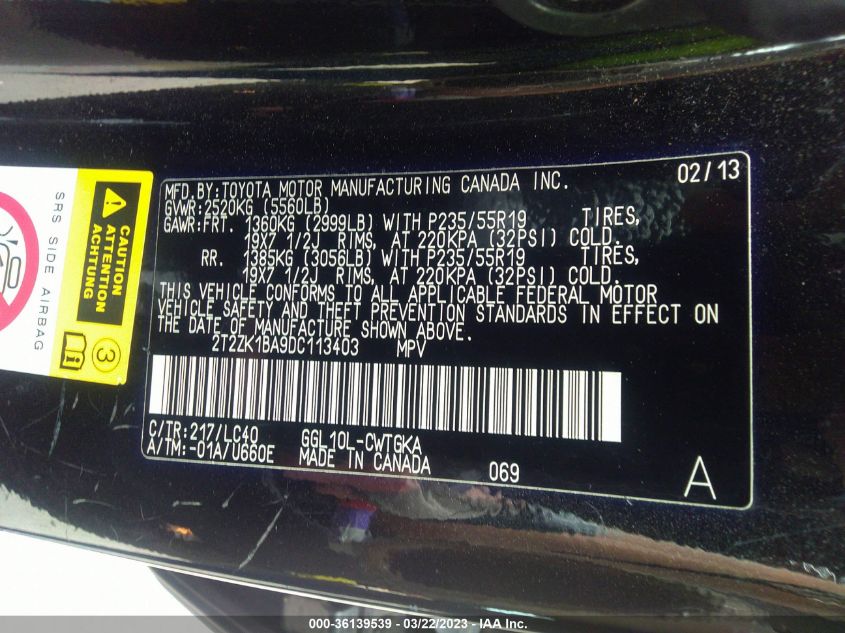 SRS SIDE AIRBAG
CAUTION
ATTENTION
ACHTUNG
3
MFD.BY:TOYOTA MOTOR MANUFACTURING CANADA INC. 02/13
GVWR:2520KG (5560LB)
GAWR:FRT. 1360KG (2999LB) WITH P235/55R19 TIRES,
19X7 1/2J RIMS, AT 220KPA (32PSI) COLD.
RR. 1385KG (3056LB) WITH P235/55R19 TIRES,
19X7 1/2J RIMS, AT 220KPA (32PSI) COLD.
THIS VEHICLE CONFORMS TO ALL APPLICABLE FEDERAL MOTOR
VEHICLE SAFETY AND THEFT PREVENTION STANDARDS IN EFFECT ON
THE DATE OF MANUFACTURE SHOWN ABOVE.
2T2ZK1BA9DC113403 MPV
C/TR:217/LC40 GGL10L-CWTGKA
A/TM:-01A/U660E MADE IN CANADA 069
A
000-36139539 - 03/22/2023 - IAA Inc.